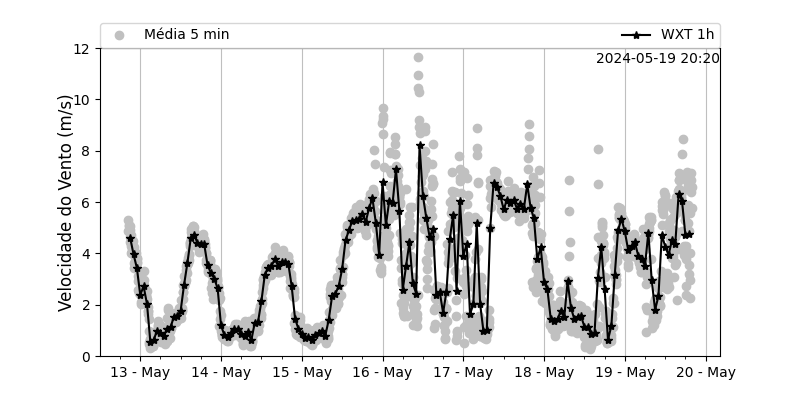 Média 5 min
WXT 1h
2024-05-19 20:20
Velocidade do Vento (m/s)
12
10
8
6
4
2
0
13 - May
14 - May
15 - May
16 - May
17 - May
18 - May
19 - May
20 - May